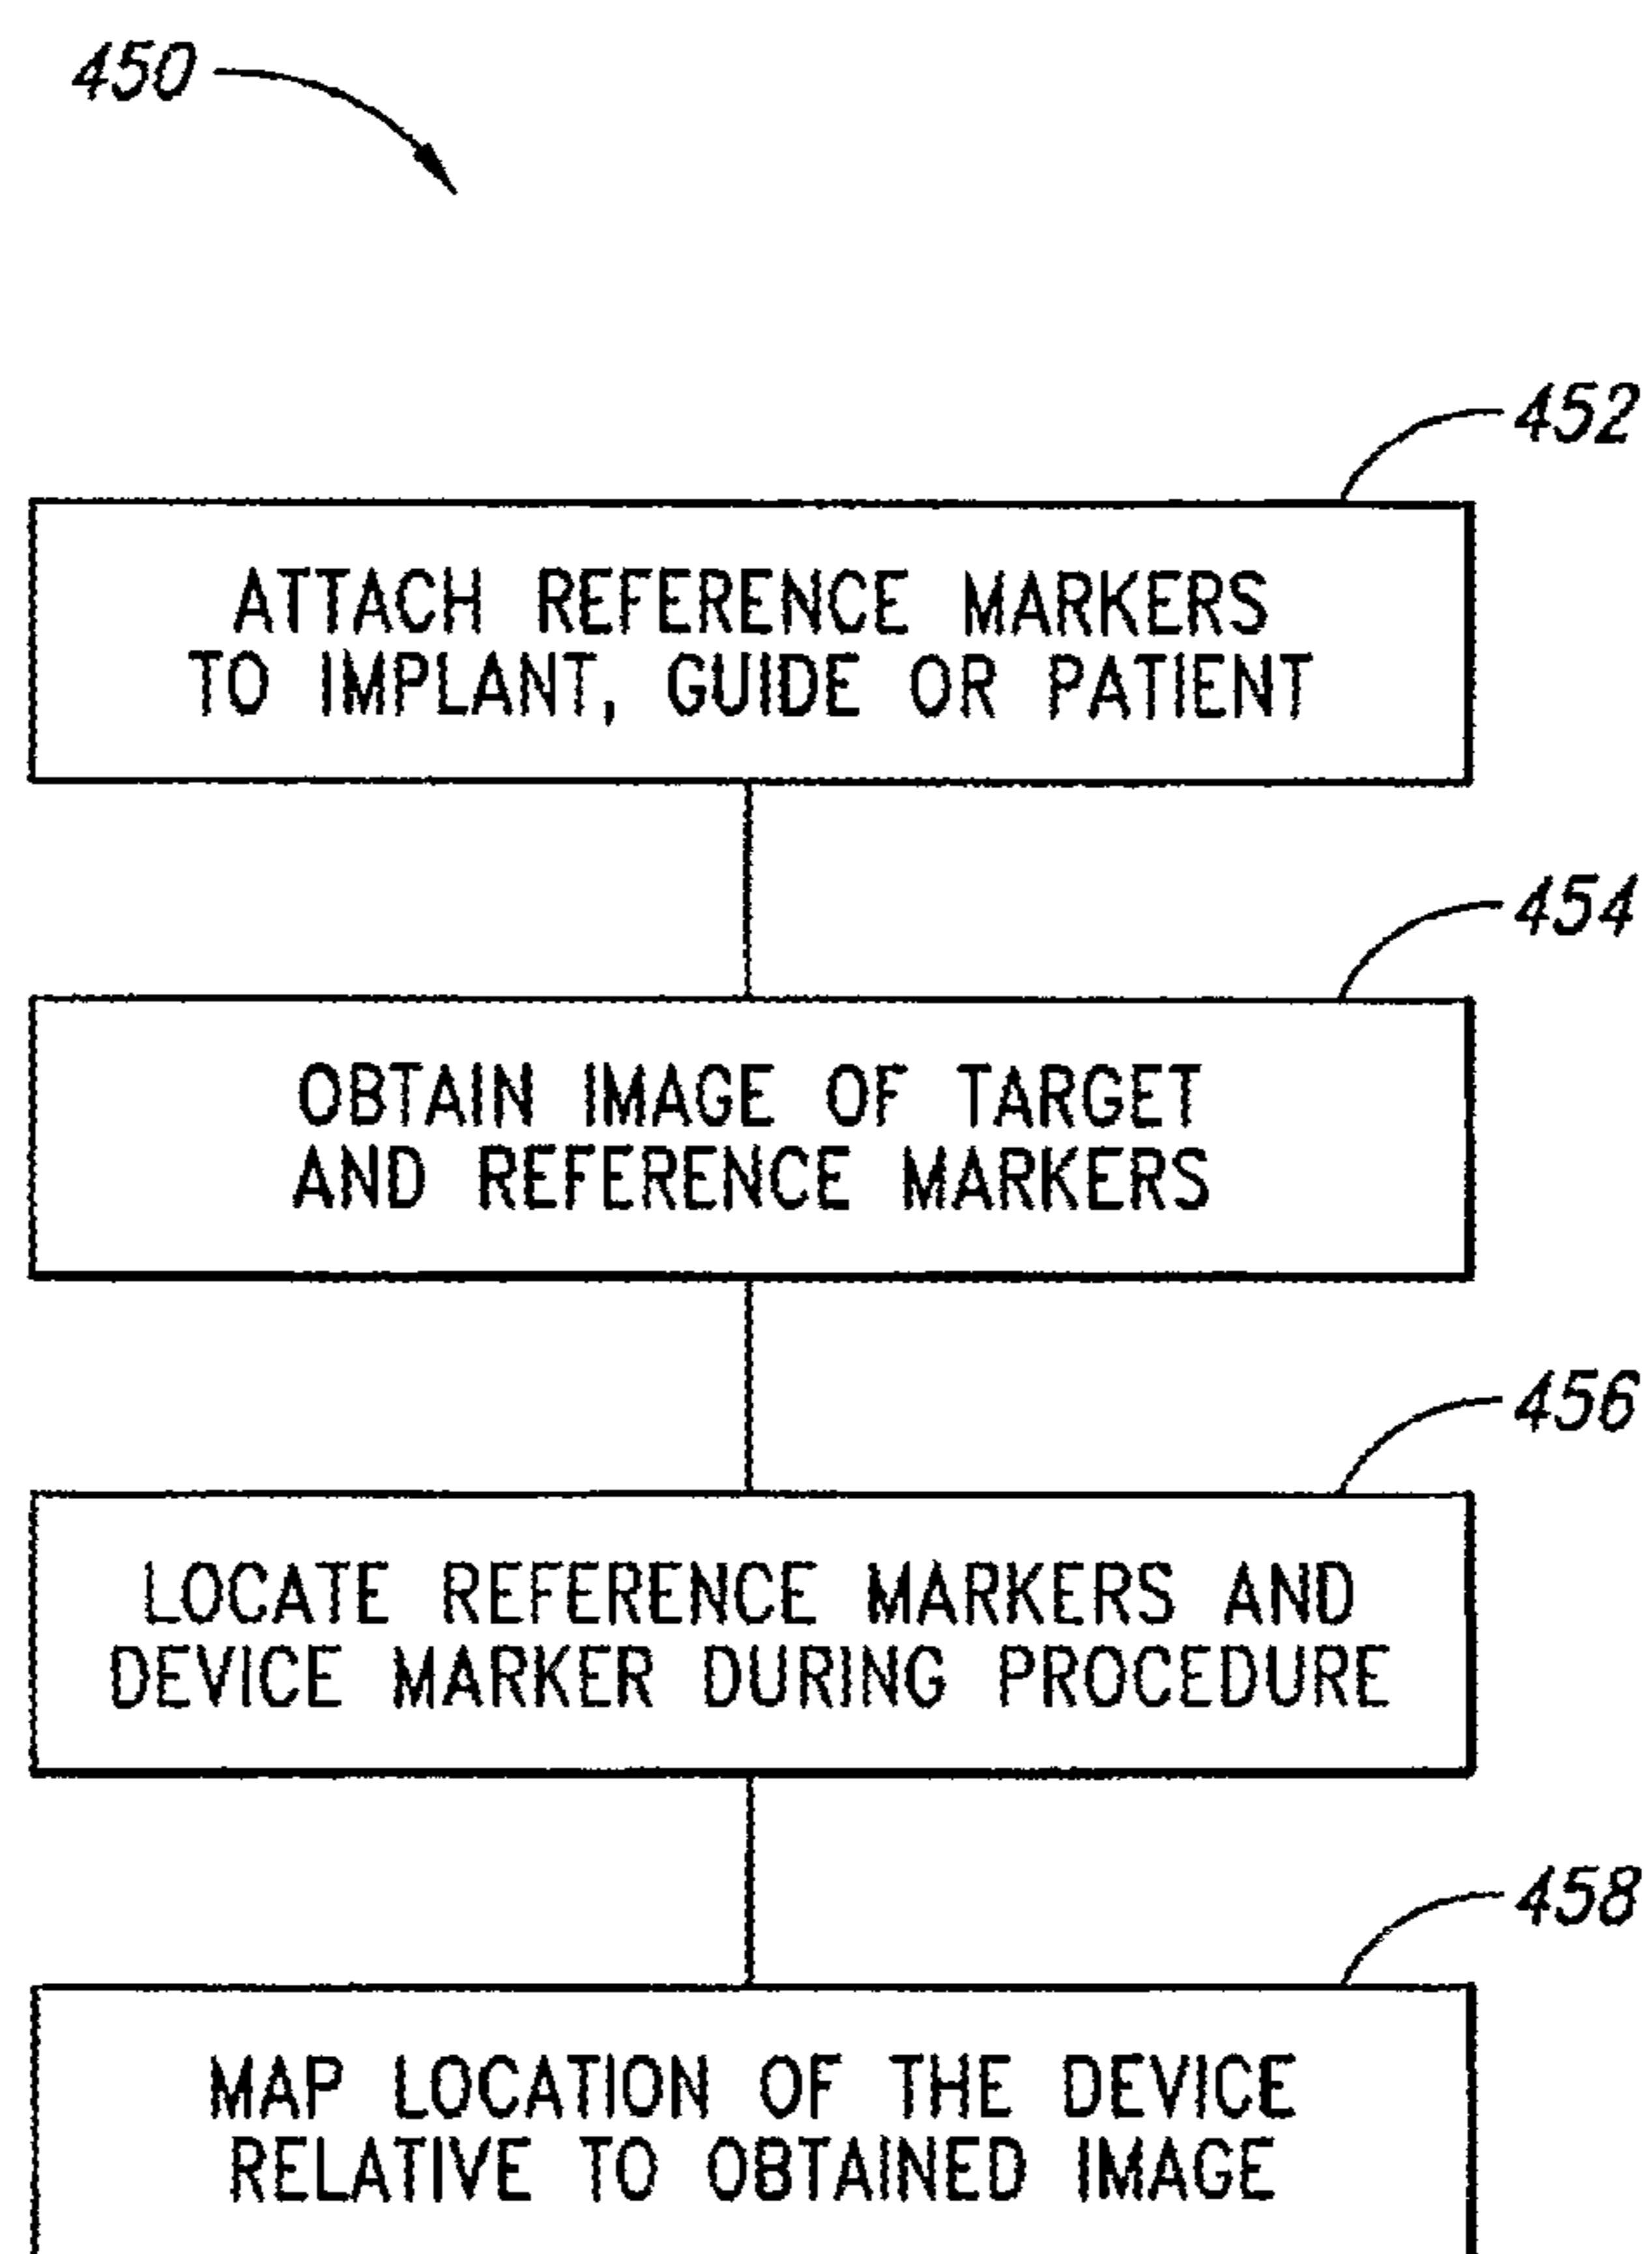 450
452
ATTACH REFERENCE MARKERS
TO IMPLANT, GUIDE OR PATIENT
454
OBTAIN IMAGE OF TARGET
AND REFERENCE MARKERS
456
LOCATE REFERENCE MARKERS AND
DEVICE MARKER DURING PROCEDURE
458
MAP LOCATION OF THE DEVICE
RELATIVE TO OBTAINED IMAGE